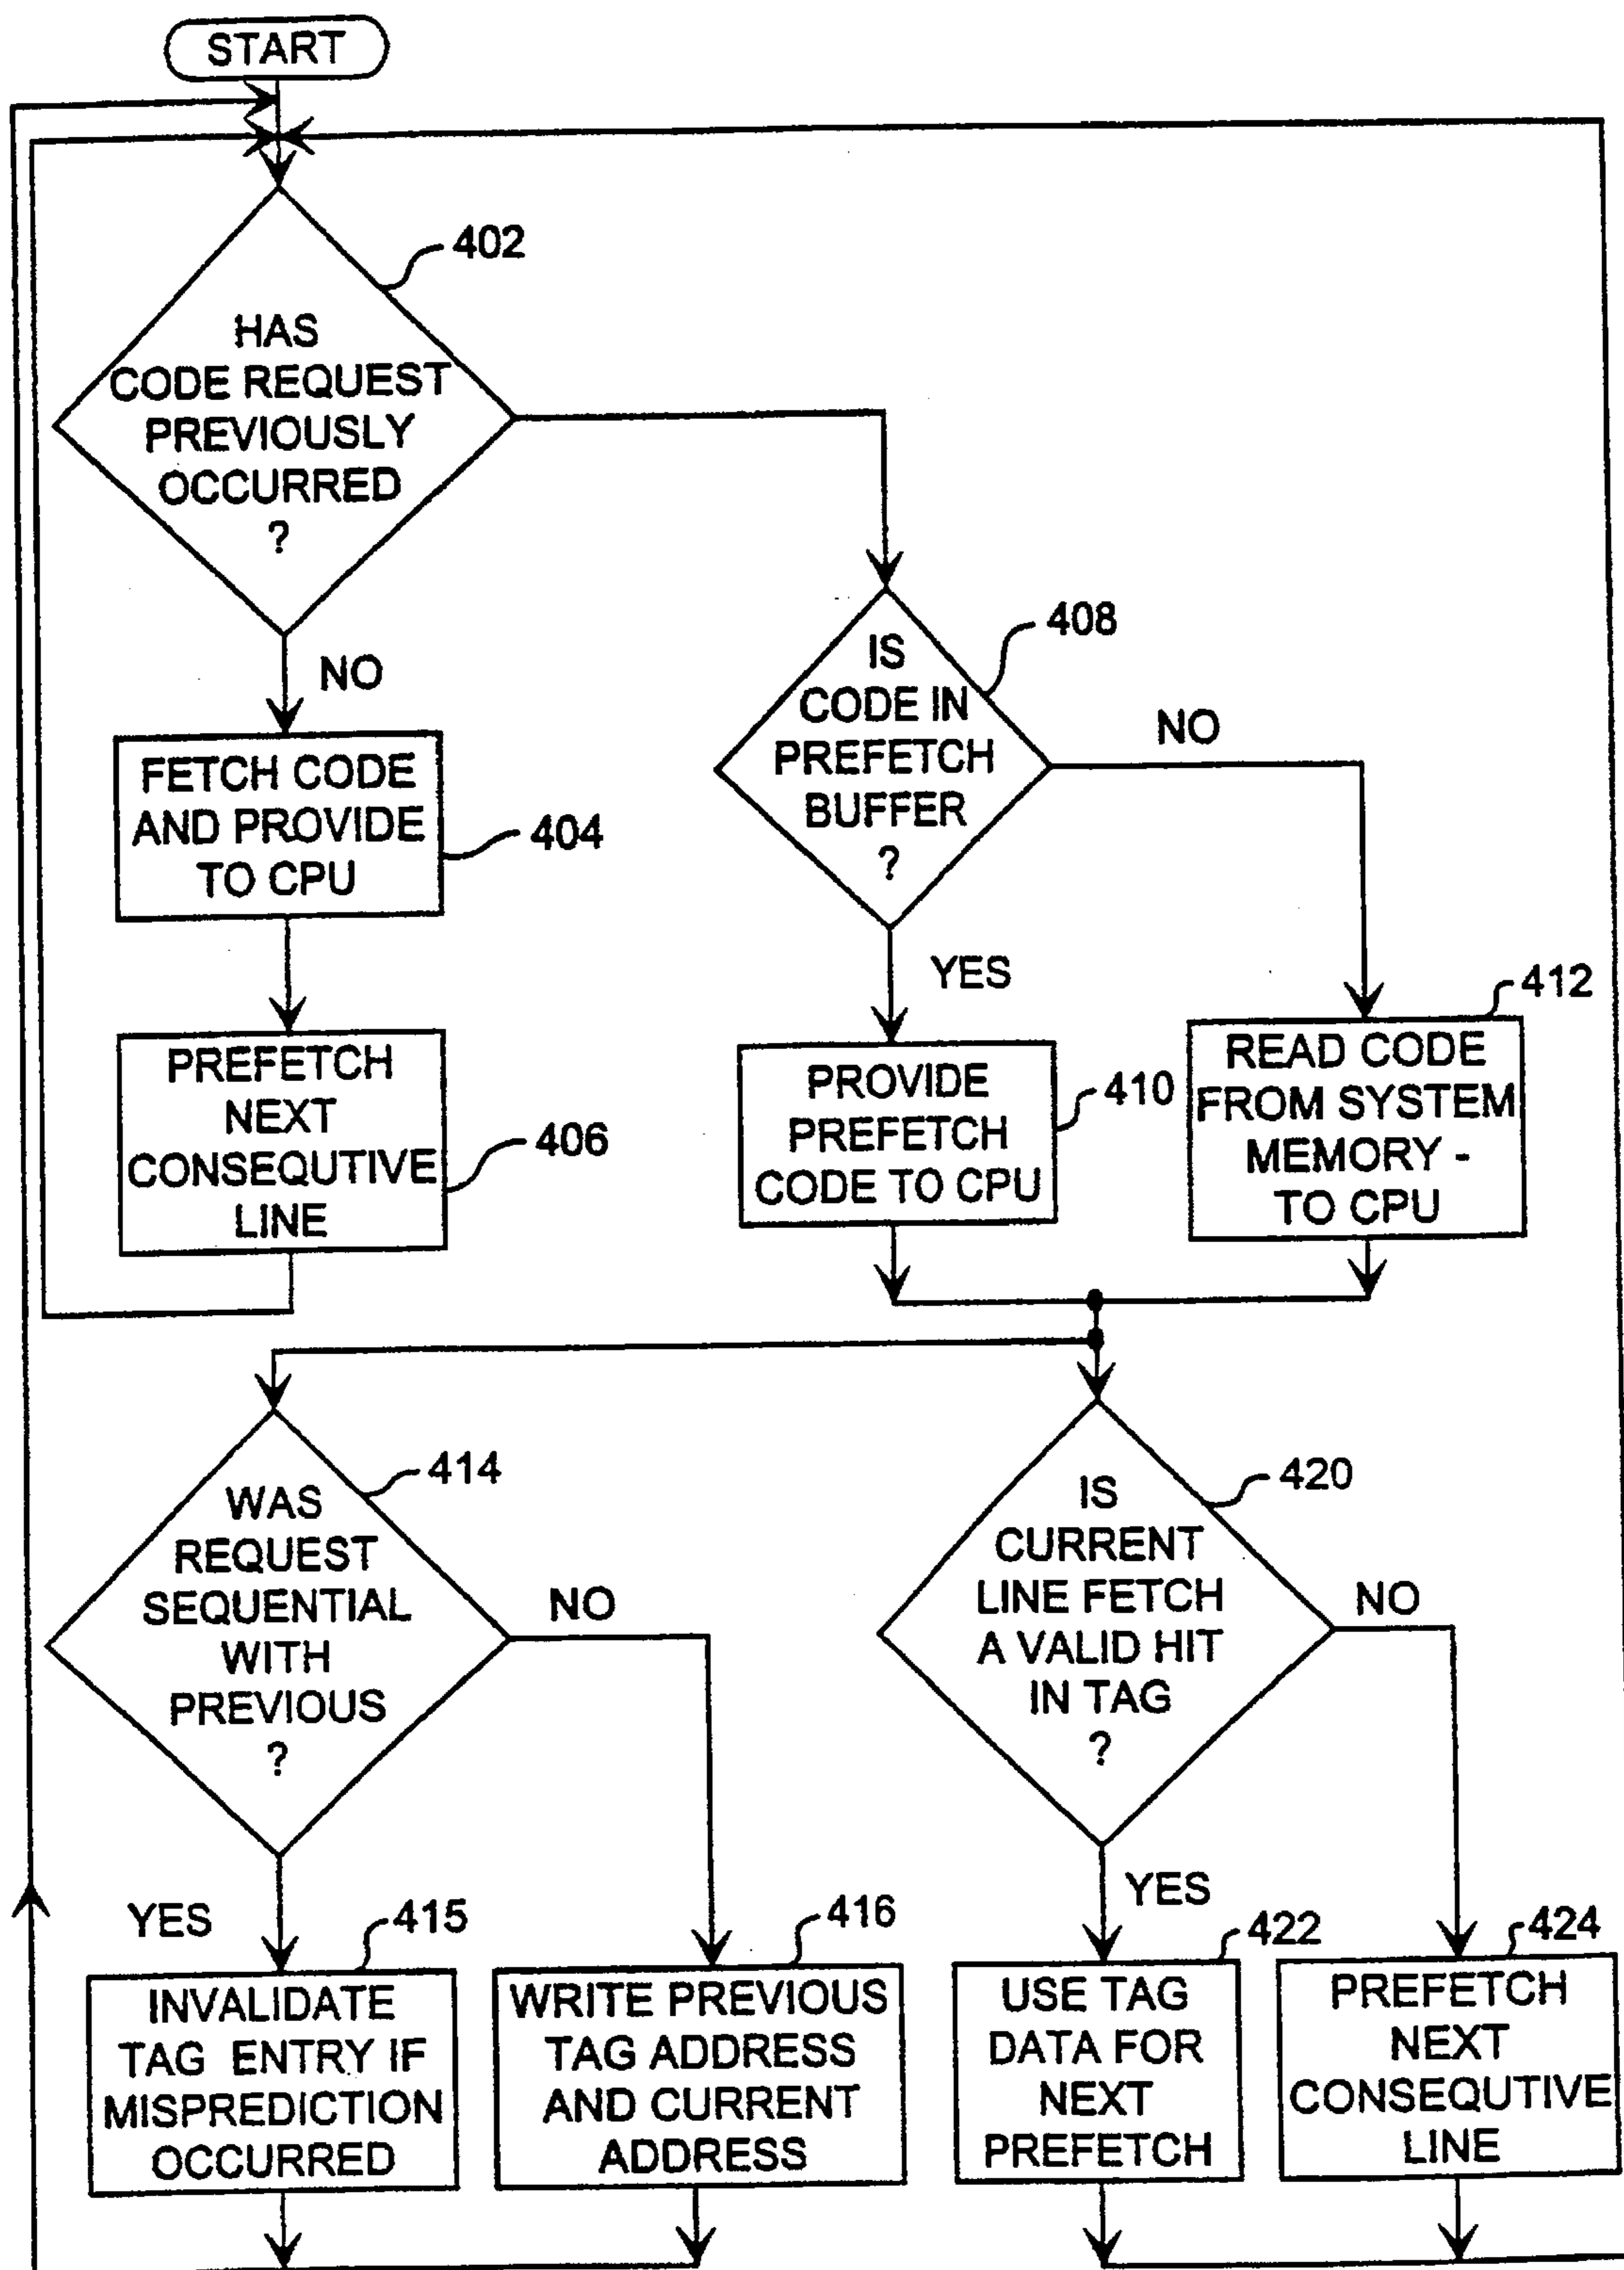 START
402
HAS
CODE REQUEST
PREVIOUSLY
OCCURRED
?
NO
FETCH CODE
AND PROVIDE
TO CPU
404
PREFETCH
NEXT
CONSEQUTIVE
LINE
406
408
IS
CODE IN
PREFETCH
BUFFER
?
NO
YES
410
PROVIDE
PREFETCH
CODE TO CPU
412
READ CODE
FROM SYSTEM
MEMORY -
TO CPU
414
WAS
REQUEST
SEQUENTIAL
WITH
PREVIOUS
?
NO
YES
415
INVALIDATE
TAG ENTRY IF
MISPREDICTION
OCCURRED
416
WRITE PREVIOUS
TAG ADDRESS
AND CURRENT
ADDRESS
420
IS
CURRENT
LINE FETCH
A VALID HIT
IN TAG
?
NO
YES
422
USE TAG
DATA FOR
NEXT
PREFETCH
424
PREFETCH
NEXT
CONSEQUTIVE
LINE